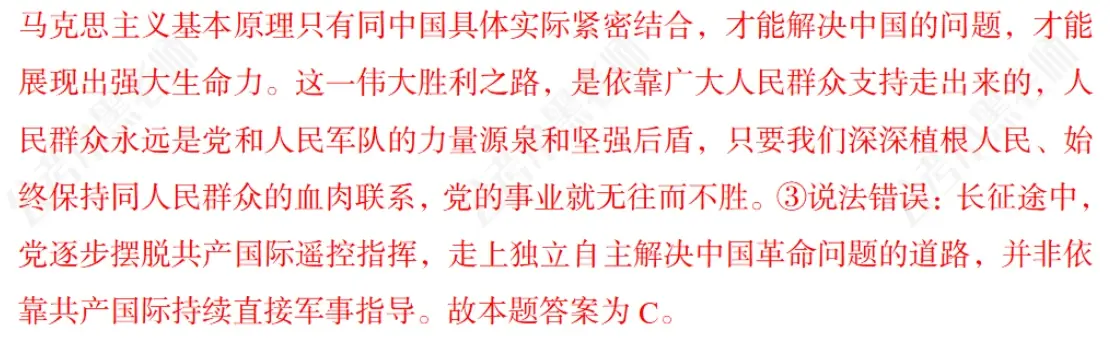 马克思主义基本原理只有同中国具体实际紧密结合，才能解决中国的问题，才能
展现出强大生命力。这一伟大胜利之路，是依靠广大人民群众支持走出来的，人
民群众永远是党和人民军队的力量源泉和坚强后盾，只要我们深深植根人民、始
终保持同人民群众的血肉联系，党的事业就无往而不胜。③说法错误：长征途中，
党逐步摆脱共产国际遥控指挥，走上独立自主解决中国革命问题的道路，并非依
靠共产国际持续直接军事指导。故本题答案为 C。